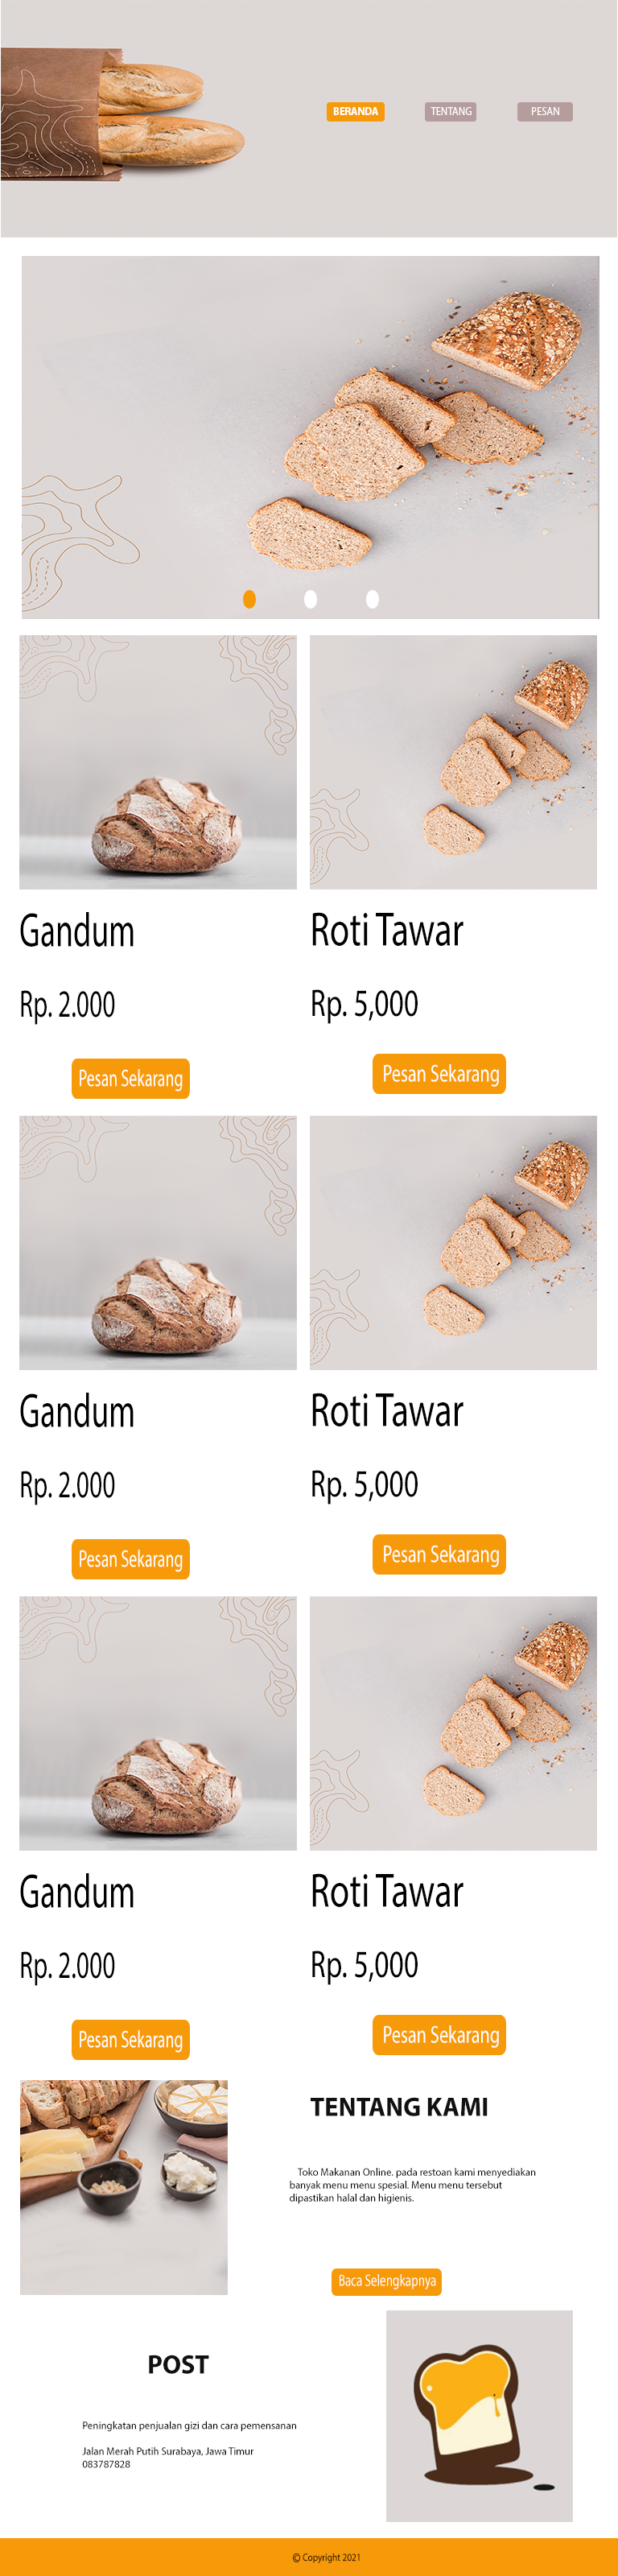 BERANDA TENTANG PESAN
Gandum
Roti Tawar
Rp. 2.000
Rp. 5,000
Pesan Sekarang
Pesan Sekarang
Gandum
Roti Tawar
Rp. 2.000
Rp. 5,000
Pesan Sekarang
Pesan Sekarang
Gandum
Roti Tawar
Rp. 2.000
Rp. 5,000
Pesan Sekarang
Pesan Sekarang
TENTANG KAMI
Toko Makanan Online. pada restoan kami menyediakan
banyak menu menu spesial. Menu menu tersebut
dipastikan halal dan higienis.
Baca Selengkapnya
POST
Peningkatan penjualan gizi dan cara pemensanan
Jalan Merah Putih Surabaya, Jawa Timur
083787828
© Copyright 2021